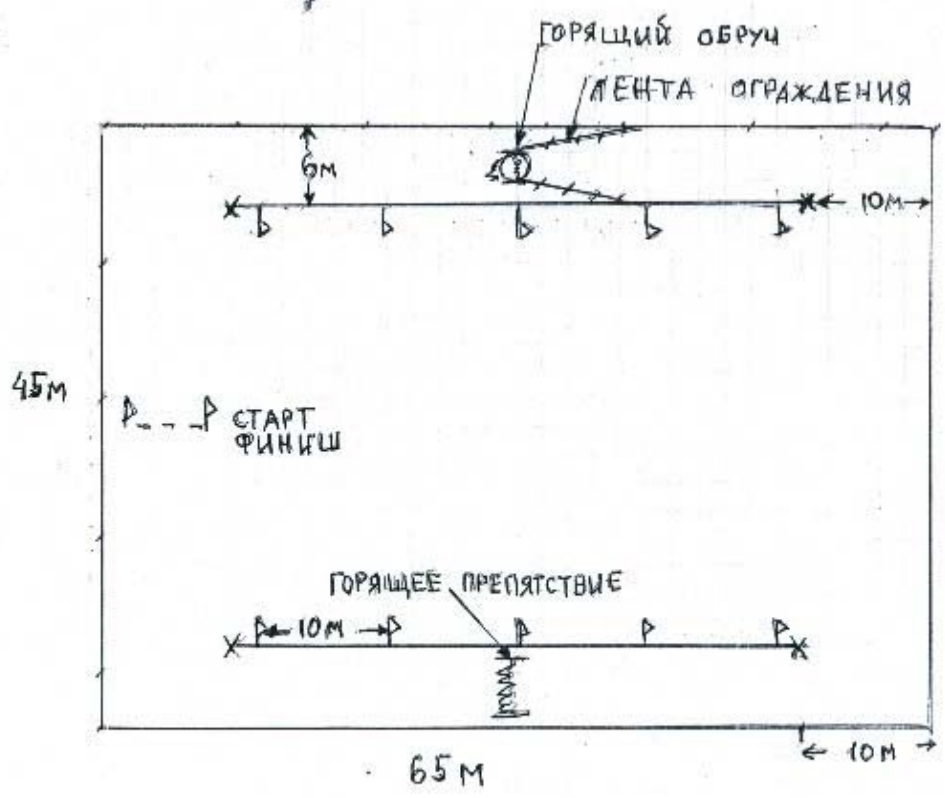 ГОРЯЩИЙ ОБРУЧ
ЛЕНТА ОГРАЖДЕНИЯ
6м
10м
45м
СТАРТ
ФИНИШ
ГОРЯЩЕЕ ПРЕПЯТСТВИЕ
10м
10м
65м